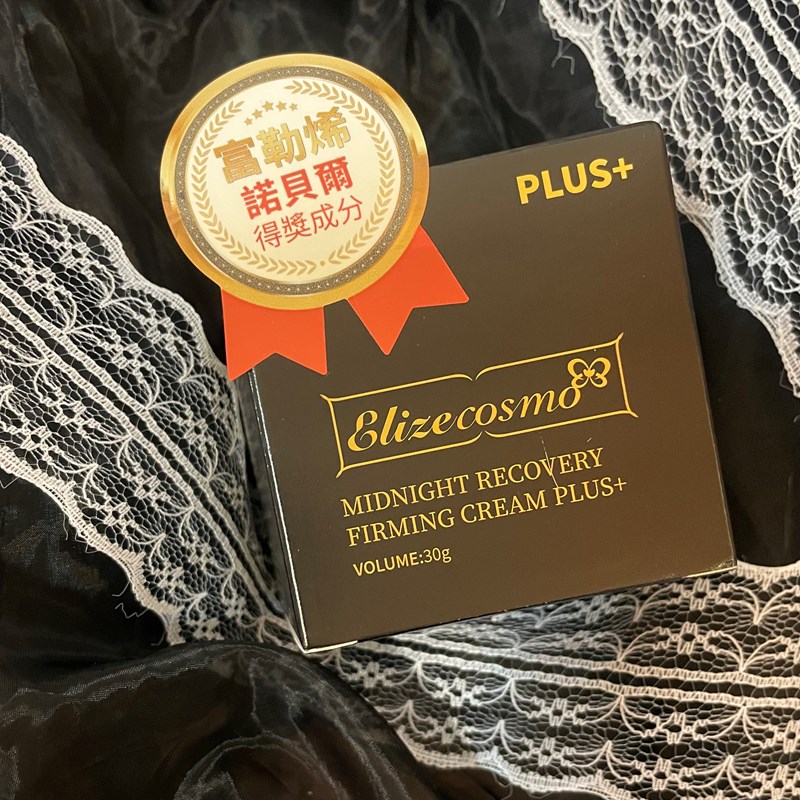 富勒烯
諾貝爾
得獎成分
PLUS+
Elizecosmo
MIDNIGHT RECOVERY
FIRMING CREAM PLUS+
VOLUME:30g